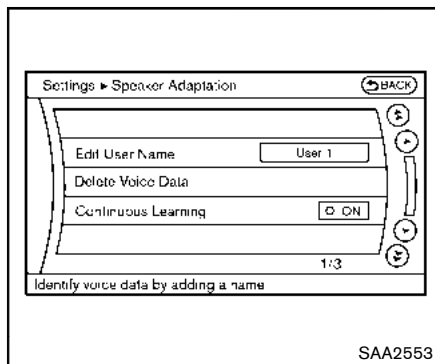 Settings ▸ Speaker Adaptation BACK
Edit User Name User 1
Delete Voice Data
Continuous Learning ON
1/3
Identify voice data by adding a name
SAA2553